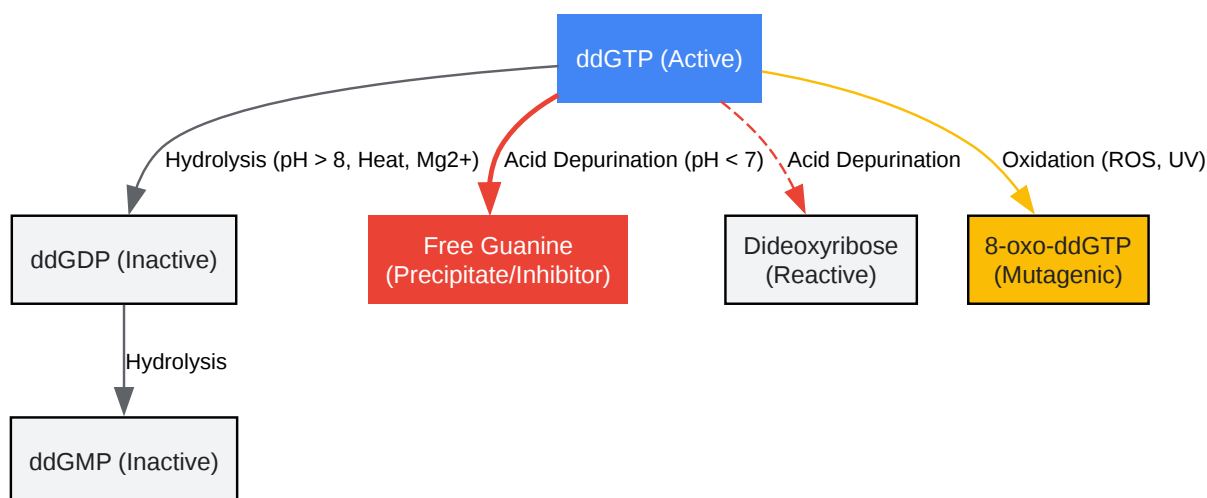 ddGTP (Active)
Hydrolysis (pH > 8, Heat, Mg2+)
Acid Depurination (pH < 7)
Acid Depurination
Oxidation (ROS, UV)
ddGDP (Inactive)
Free Guanine
(Precipitate/Inhibitor)
Dideoxyribose
(Reactive)
8-oxo-ddGTP
(Mutagenic)
Hydrolysis
ddGMP (Inactive)